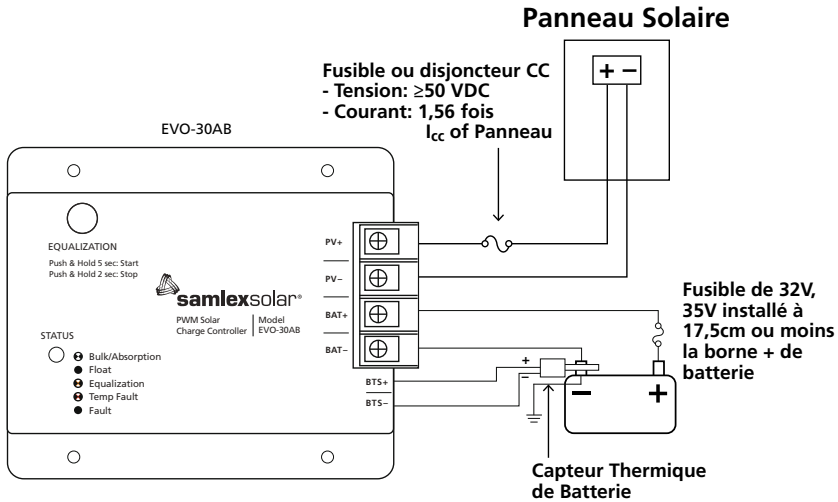 Panneau Solaire
+ −
Fusible ou disjoncteur CC
- Tension: ≥50 VDC
- Courant: 1,56 fois
Icc of Panneau
EVO-30AB
EQUALIZATION
Push & Hold 5 sec: Start
Push & Hold 2 sec: Stop
samlexsolar®
PWM Solar
Charge Controller
Model
EVO-30AB
STATUS
Bulk/Absorption
Float
Equalization
Temp Fault
Fault
PV+
PV−
BAT+
BAT−
BTS+
BTS−
+
−
− +
Fusible de 32V,
35V installé à
17,5cm ou moins
la borne + de
batterie
Capteur Thermique
de Batterie